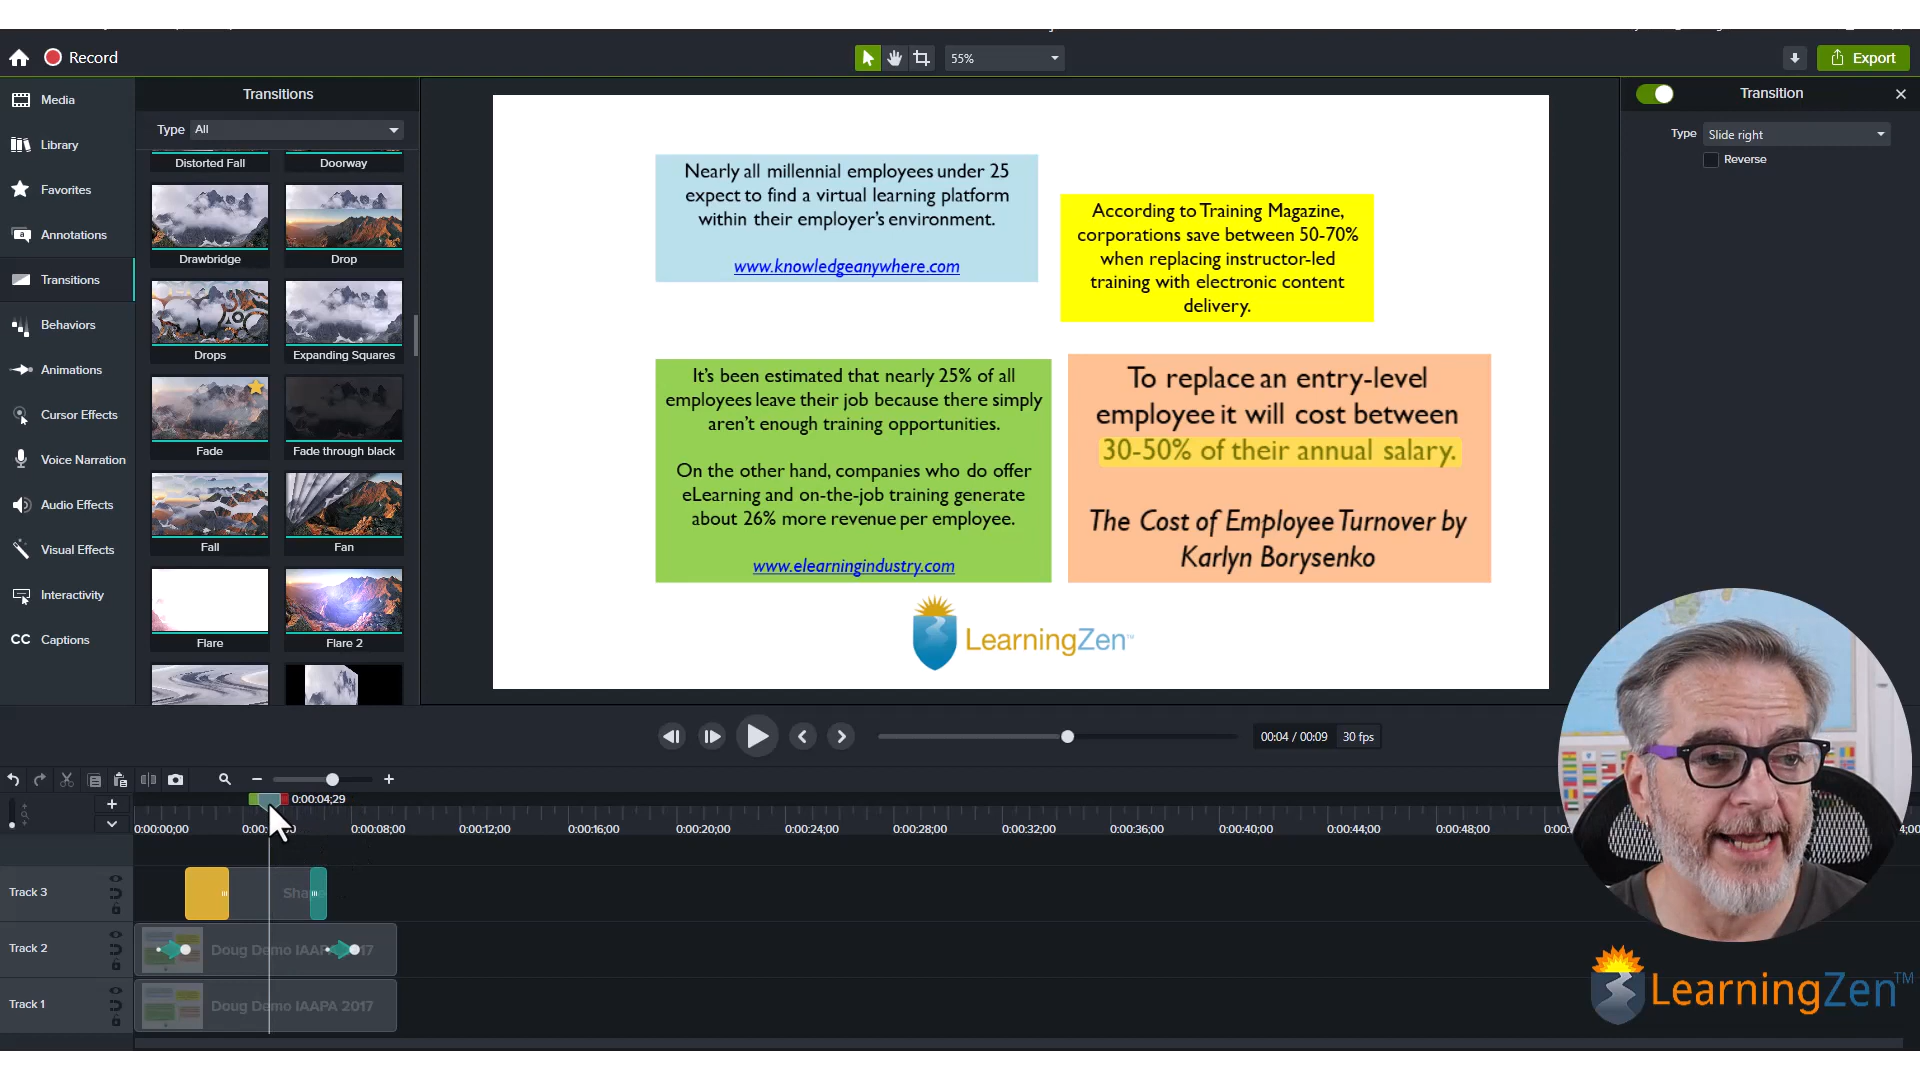 Record
55%
Export
Media
Library
Favorites
Annotations
Transitions
Behaviors
Animations
Cursor Effects
Voice Narration
Audio Effects
Visual Effects
Interactivity
CC Captions
Transitions
Type All
Distorted Fall
Doorway
Drawbridge
Drop
Drops
Expanding Squares
Fade
Fade through black
Fall
Fan
Flare
Flare 2
Nearly all millennial employees under 25
expect to find a virtual learning platform
within their employer's environment.
www.knowledgeanywhere.com
According to Training Magazine,
corporations save between 50-70%
when replacing instructor-led
training with electronic content
delivery.
It's been estimated that nearly 25% of all
employees leave their job because there simply
aren't enough training opportunities.
On the other hand, companies who do offer
eLearning and on-the-job training generate
about 26% more revenue per employee.
www.elearningindustry.com
To replace an entry-level
employee it will cost between
30-50% of their annual salary.
The Cost of Employee Turnover by
Karlyn Borysenko
LearningZen™
Transition
Type Slide right
Reverse
00:04 / 00:09 30 fps
0:00:04;29
0:00:00;00 0:00:08;00 0:00:12;00 0:00:16;00 0:00:20;00 0:00:24;00 0:00:28;00 0:00:32;00 0:00:36;00 0:00:40;00 0:00:44;00 0:00:48;00
Track 3
Track 2 Doug Demo IAAPA 2017
Track 1 Doug Demo IAAPA 2017
LearningZen™